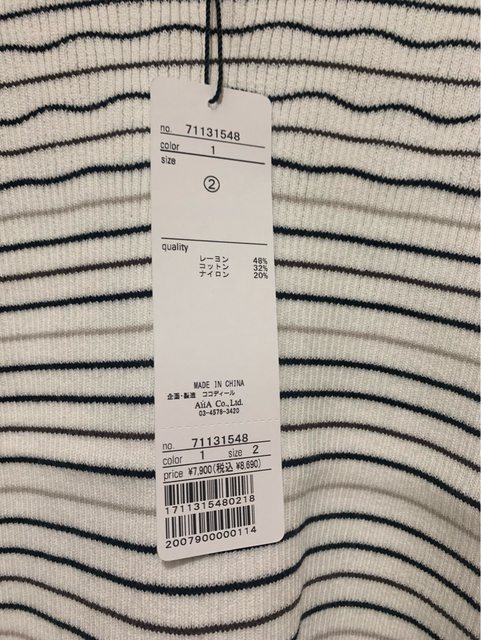 no. 71131548
color 1
size
②
quality
レーヨン 48%
コットン 32%
ナイロン 20%
MADE IN CHINA
企画・製造 ココディール
AiiA Co.,Ltd.
03-4578-3420
no. 71131548
color 1 size 2
price ¥7,900(税込 ¥8,690)
1711315480218
2007900000114